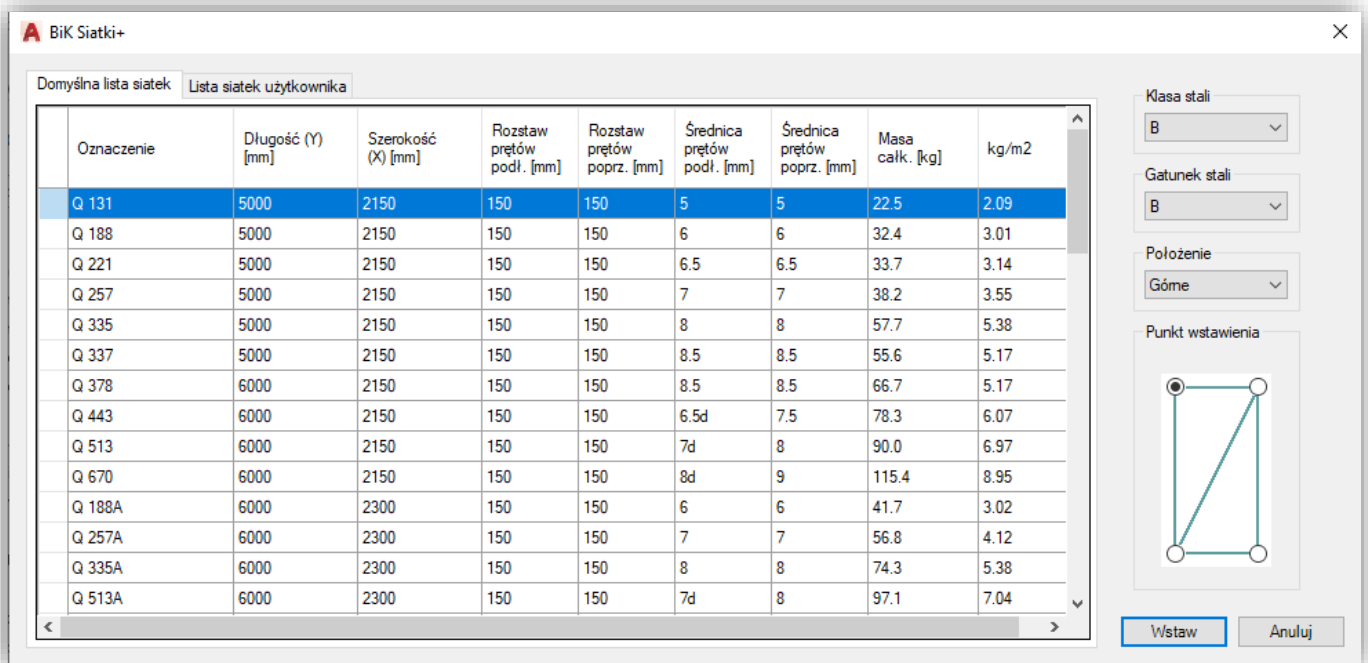 BiK Siatki+
Domyślna lista siatek Lista siatek użytkownika
Oznaczenie Długość (Y) [mm] Szerokość (X) [mm] Rozstaw prętów podł. [mm] Rozstaw prętów poprz. [mm] Średnica prętów podł. [mm] Średnica prętów poprz. [mm] Masa całk. [kg] kg/m2
Q 131 5000 2150 150 150 5 5 22.5 2.09
Q 188 5000 2150 150 150 6 6 32.4 3.01
Q 221 5000 2150 150 150 6.5 6.5 33.7 3.14
Q 257 5000 2150 150 150 7 7 38.2 3.55
Q 335 5000 2150 150 150 8 8 57.7 5.38
Q 337 5000 2150 150 150 8.5 8.5 55.6 5.17
Q 378 6000 2150 150 150 8.5 8.5 66.7 5.17
Q 443 6000 2150 150 150 6.5d 7.5 78.3 6.07
Q 513 6000 2150 150 150 7d 8 90.0 6.97
Q 670 6000 2150 150 150 8d 9 115.4 8.95
Q 188A 6000 2300 150 150 6 6 41.7 3.02
Q 257A 6000 2300 150 150 7 7 56.8 4.12
Q 335A 6000 2300 150 150 8 8 74.3 5.38
Q 513A 6000 2300 150 150 7d 8 97.1 7.04
Klasa stali
B
Gatunek stali
B
Położenie
Górne
Punkt wstawienia
Wstaw Anuluj